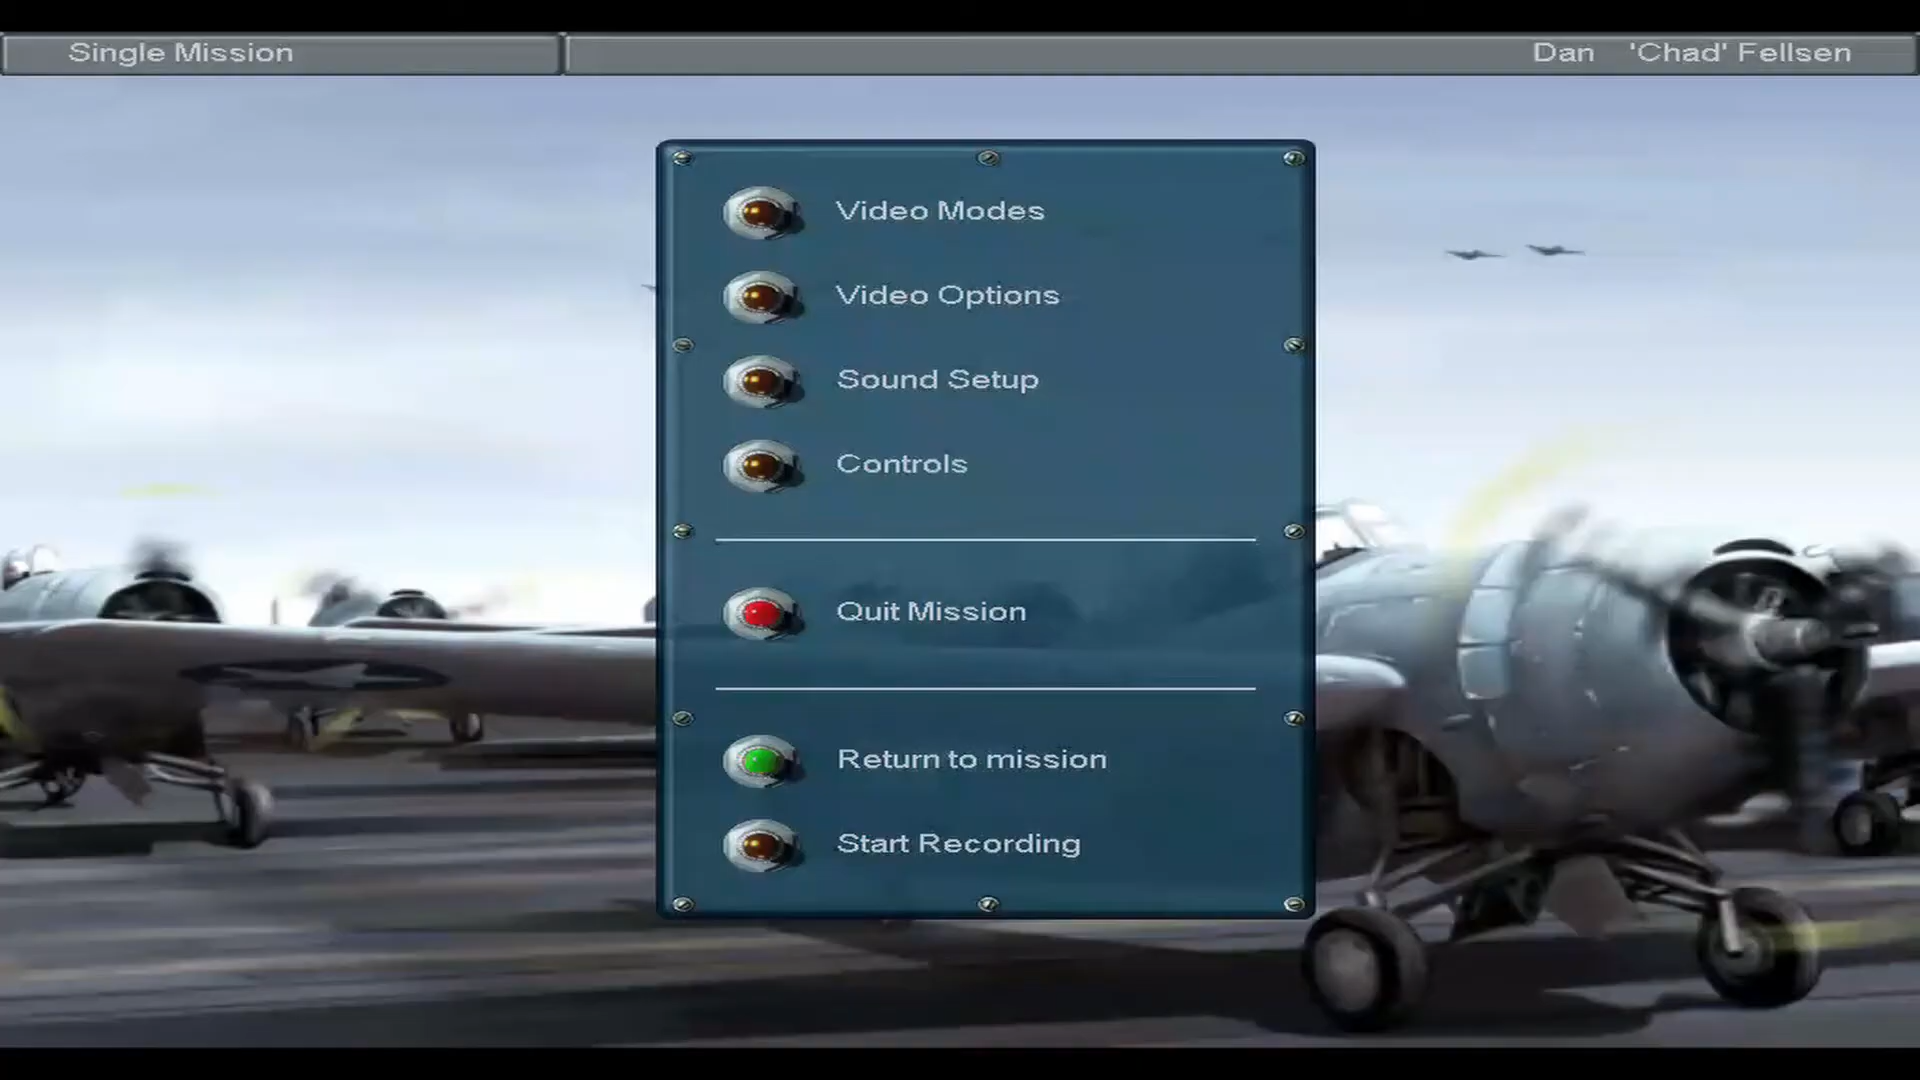 Single Mission
Dan 'Chad' Fellsen
Video Modes
Video Options
Sound Setup
Controls
Quit Mission
Return to mission
Start Recording